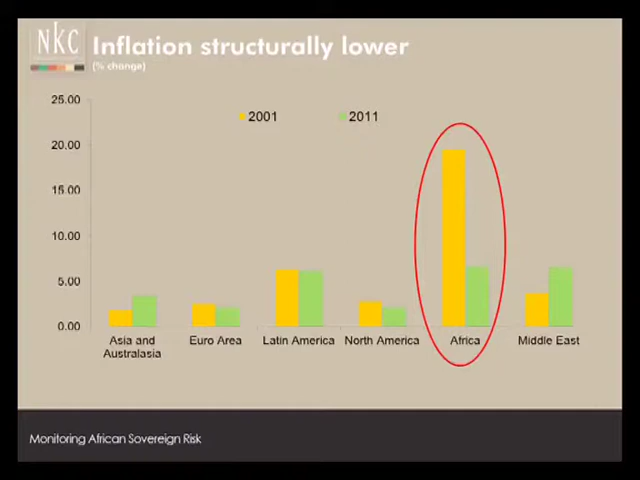 NKC
Inflation structurally lower
(% change)
25.00
20.00
15.00
10.00
5.00
0.00
2001
2011
Asia and
Australasia
Euro Area
Latin America
North America
Africa
Middle East
Monitoring African Sovereign Risk